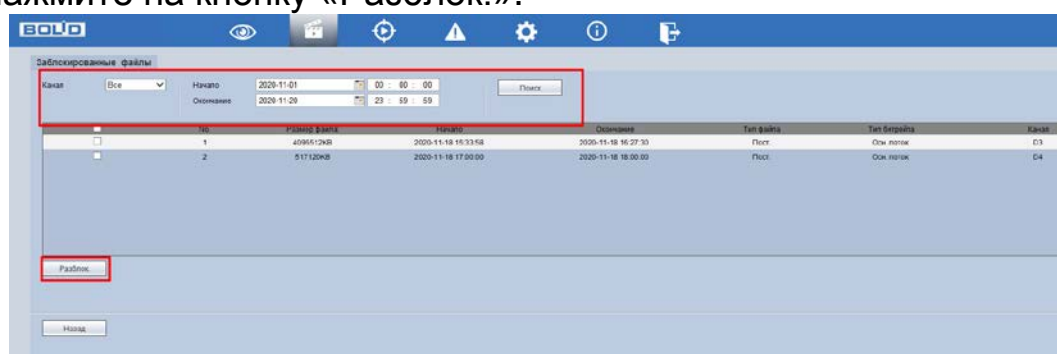 нажмите на кнопку «Разблок.».
BOLID
Заблокированные файлы
Канал Все Начало 2020-11-01 00 : 00 : 00 Поиск
Окончание 2020-11-20 23 : 59 : 59
No. Размер файла Начало Окончание Тип файла Тип битрейта Канал
1 4096512KB 2020-11-18 15:33:58 2020-11-18 16:27:30 Пост. Осн. поток D3
2 517120KB 2020-11-18 17:00:00 2020-11-18 18:00:00 Пост. Осн. поток D4
Разблок.
Назад